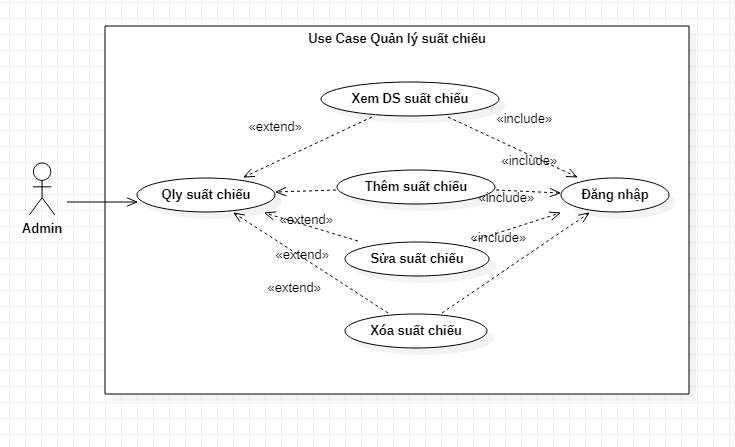 Use Case Quản lý suất chiếu
Xem DS suất chiếu
«extend»
«include»
«include»
Qly suất chiếu
Thêm suất chiếu
«include»
Đăng nhập
Admin
«extend»
«include»
«extend»
Sửa suất chiếu
«extend»
Xóa suất chiếu